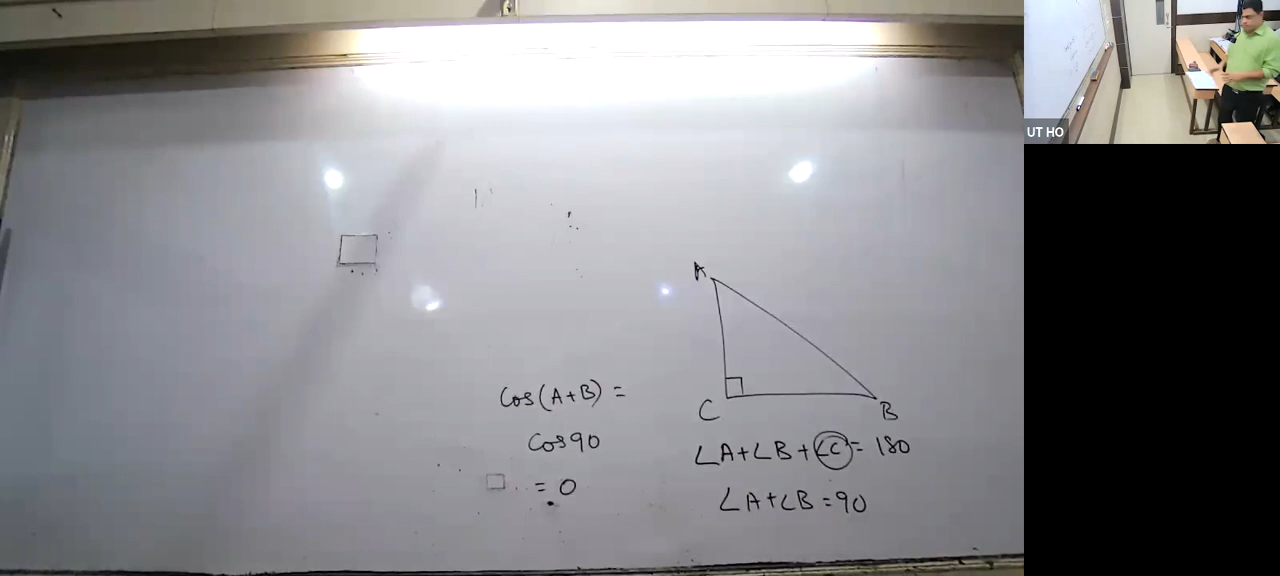 A
C
B
Cos(A+B) =
Cos90
= 0
∠A+∠B+∠C = 180
∠A+∠B = 90
UT HO